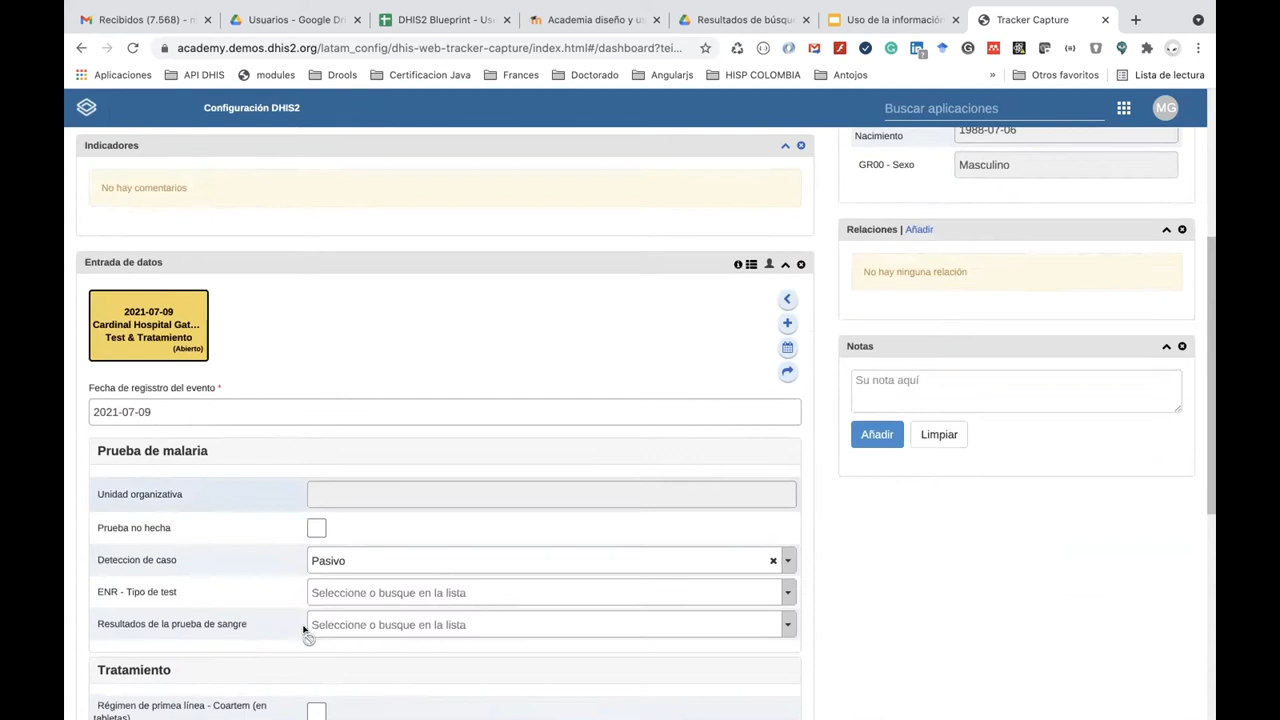 Recibidos (7.568) - n
Usuarios - Google Dri
DHIS2 Blueprint - Use
Academia diseño y us
Resultados de búsqu
Uso de la información
Tracker Capture
academy.demos.dhis2.org/latam_config/dhis-web-tracker-capture/index.html#/dashboard?tei...
Aplicaciones
API DHIS
modules
Drools
Certificacion Java
Frances
Doctorado
Angularjs
HISP COLOMBIA
Antojos
»
Otros favoritos
Lista de lectura
Configuración DHIS2
Buscar aplicaciones
MG
Indicadores
No hay comentarios
Nacimiento
1988-07-06
GR00 - Sexo
Masculino
Relaciones | Añadir
No hay ninguna relación
Entrada de datos
2021-07-09
Cardinal Hospital Gat...
Test & Tratamiento
(Abierto)
Notas
Su nota aquí
Añadir
Limpiar
Fecha de regisstro del evento *
2021-07-09
Prueba de malaria
Unidad organizativa
Prueba no hecha
Deteccion de caso
Pasivo
ENR - Tipo de test
Seleccione o busque en la lista
Resultados de la prueba de sangre
Seleccione o busque en la lista
Tratamiento
Régimen de primea línea - Coartem (en
tabletas)